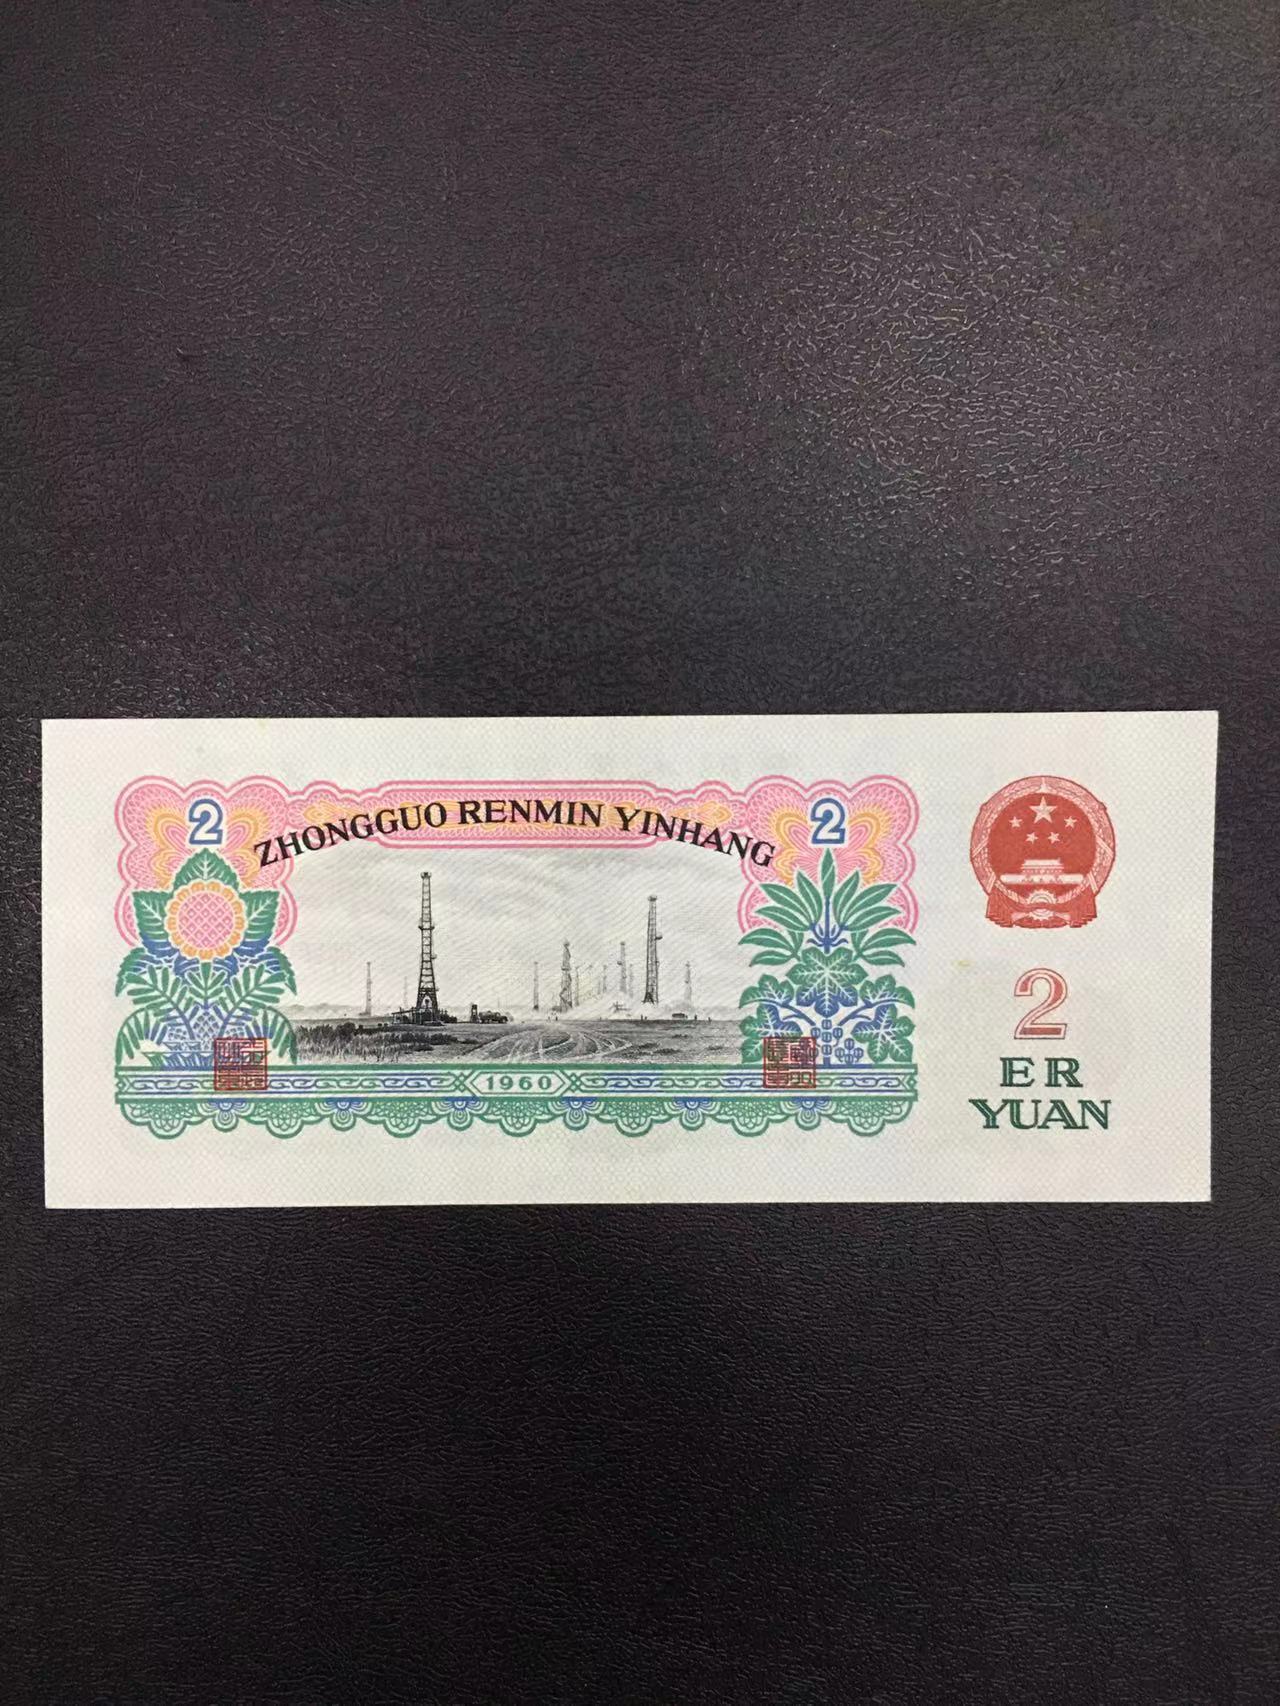 2
2
ZHONGGUO RENMIN YINHANG
1960
2
ER
YUAN